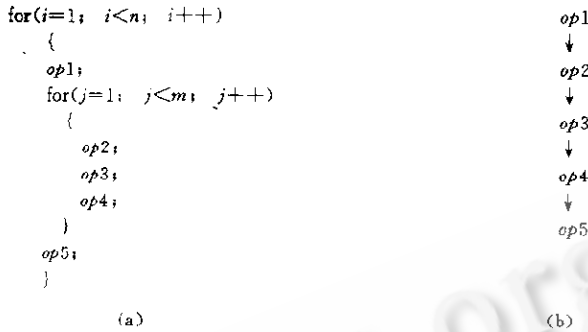 for(i=1; i<n; i++)
{
op1;
for(j=1; j<m; j++)
{
op2;
op3;
op4;
}
op5;
}
(a)
op1
op2
op3
op4
op5
(b)